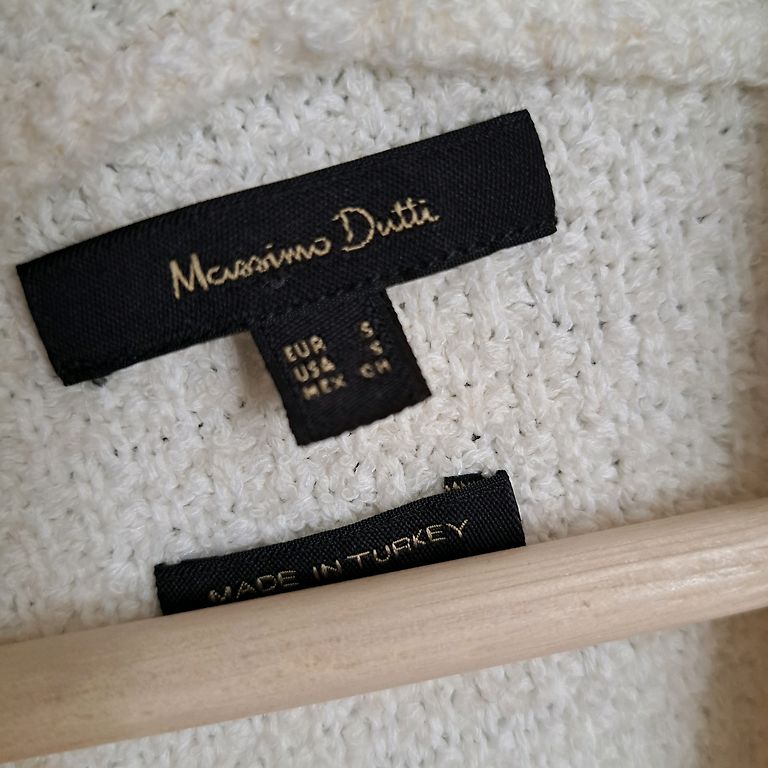 Massimo Dutti
EUR S
USA S
MEX CH
MADE IN TURKEY